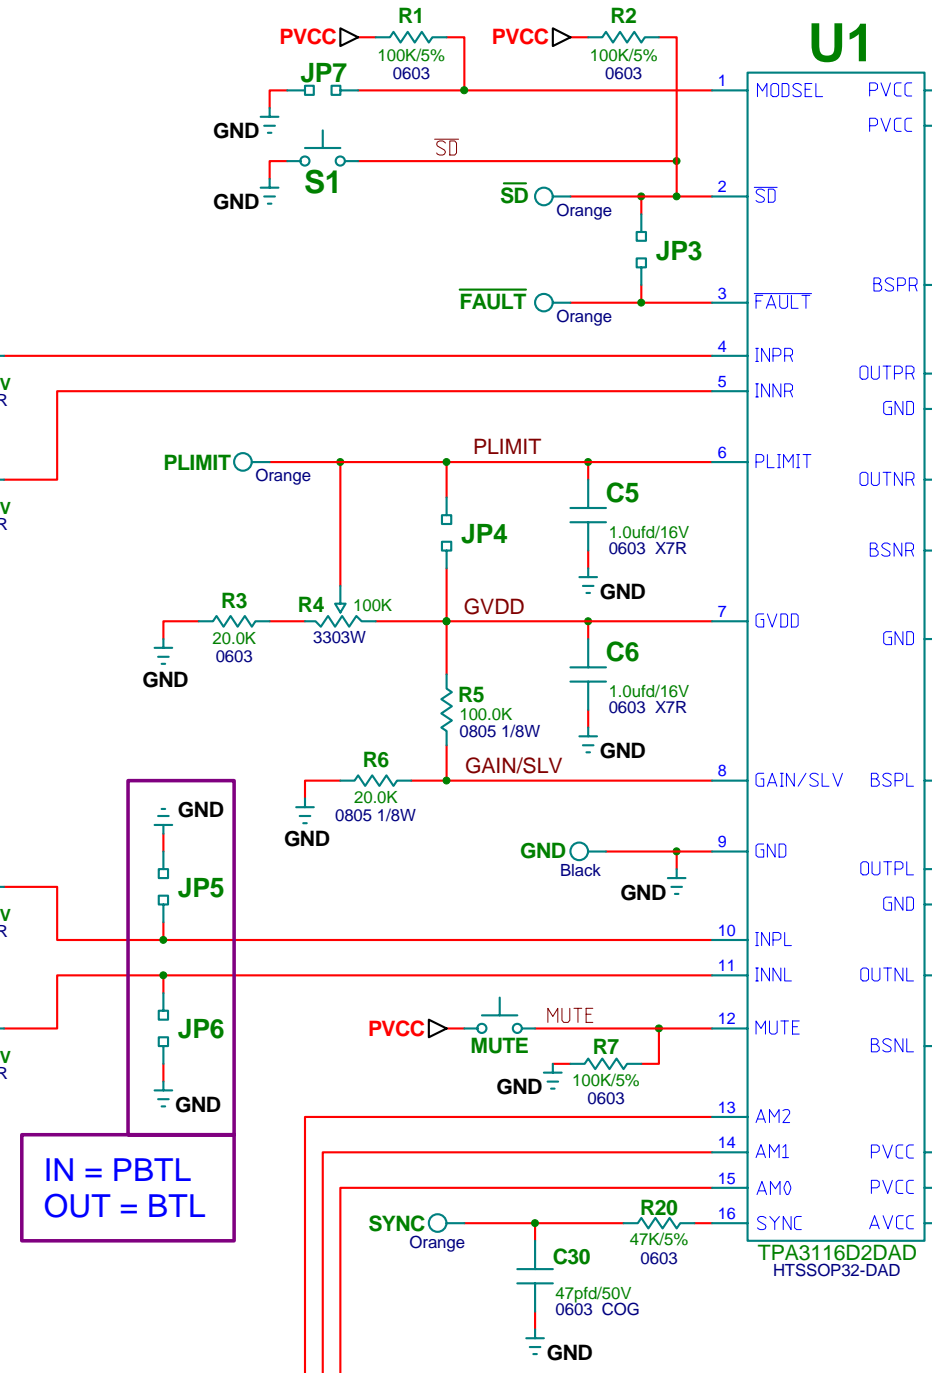 R1
R2
U1
PVCC
PVCC
100K/5%
0603
100K/5%
0603
JP7
1
MODSEL
PVCC
GND
PVCC
SD
S1
GND
SD
Orange
2
SD
JP3
BSPR
FAULT
Orange
3
FAULT
4
INPR
OUTPR
V
R
5
INNR
GND
PLIMIT
PLIMIT
Orange
6
PLIMIT
OUTNR
C5
1.0ufd/16V
0603 X7R
V
R
JP4
BSNR
GND
R3
R4
100K
GVDD
7
GVDD
20.0K
0603
3303W
GND
C6
1.0ufd/16V
0603 X7R
GND
R5
100.0K
0805 1/8W
GND
R6
20.0K
0805 1/8W
GAIN/SLV
8
GAIN/SLV
BSPL
GND
GND
GND
Black
9
GND
OUTPL
GND
JP5
GND
V
R
10
INPL
11
INNL
OUTNL
JP6
PVCC
MUTE
MUTE
12
MUTE
BSNL
V
R
R7
100K/5%
0603
GND
GND
13
AM2
14
AM1
PVCC
IN = PBTL
OUT = BTL
15
AM0
PVCC
SYNC
Orange
R20
47K/5%
0603
16
SYNC
AVCC
C30
47pfd/50V
0603 COG
GND
TPA3116D2DAD
HTSSOP32-DAD